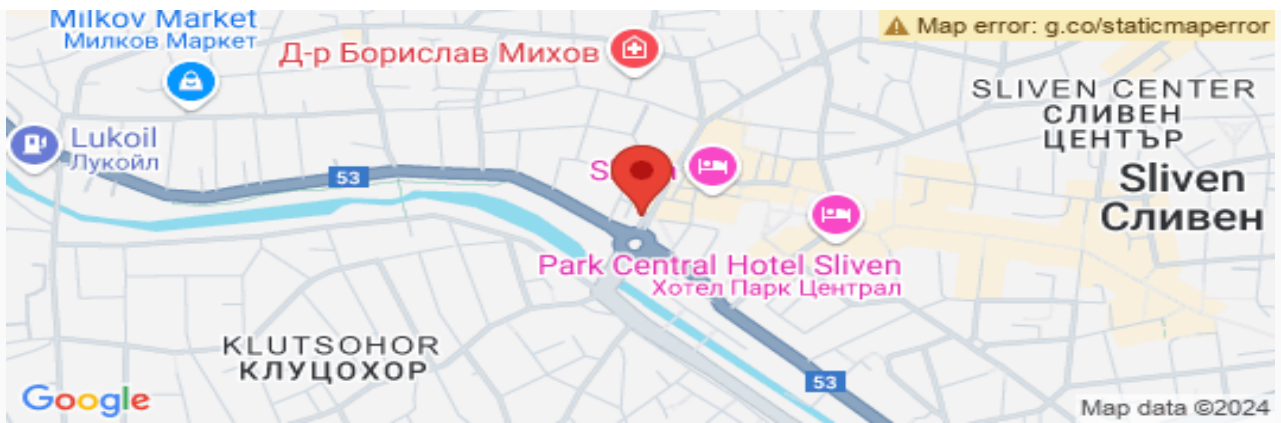 Milkov Market
Милков Маркет
Map error: g.co/staticmaperror
Д-р Борислав Михов
SLIVEN CENTER
СЛИВЕН
ЦЕНТЪР
Lukoil
Лукойл
53
Sliven
Сливен
Park Central Hotel Sliven
Хотел Парк Централ
KLUTSOHOR
КЛУЦОХОР
53
Google
Map data ©2024